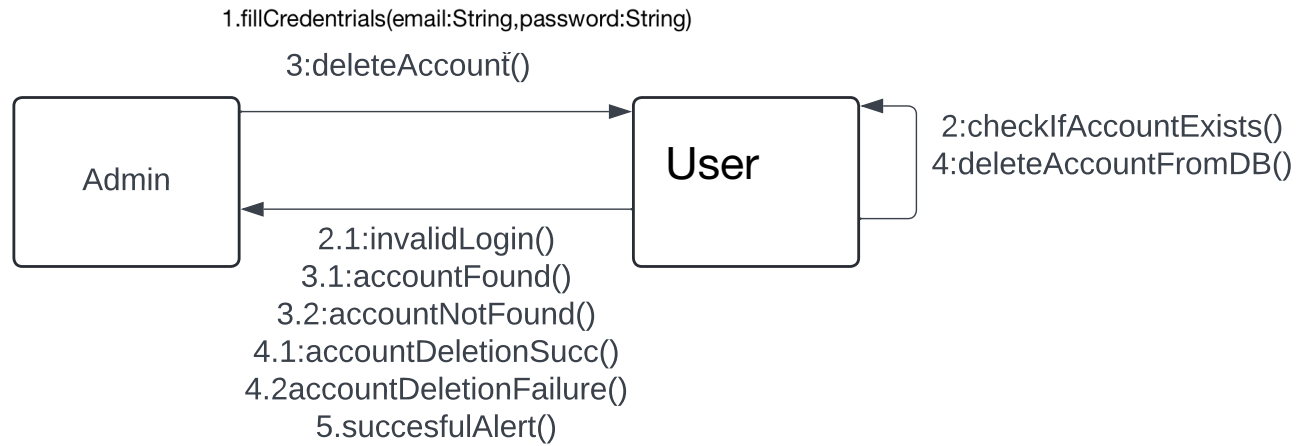 1.fillCredentrials(email:String,password:String)
3:deleteAccount()
Admin
User
2:checkIfAccountExists()
4:deleteAccountFromDB()
2.1:invalidLogin()
3.1:accountFound()
3.2:accountNotFound()
4.1:accountDeletionSucc()
4.2accountDeletionFailure()
5.succesfulAlert()